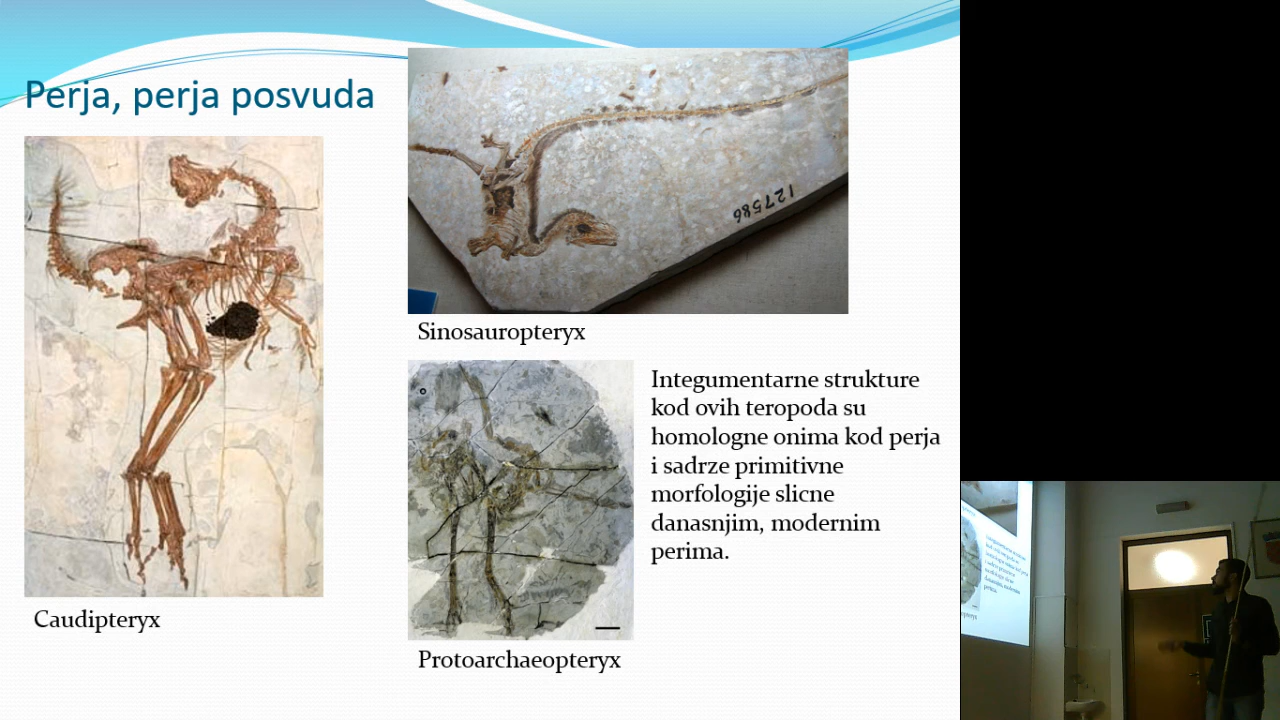 Perja, perja posvuda
127586
Sinosauropteryx
Integumentarne strukture
kod ovih teropoda su
homologne onima kod perja
i sadrze primitivne
morfologije slicne
danasnjim, modernim
perima.
Caudipteryx
Protoarchaeopteryx